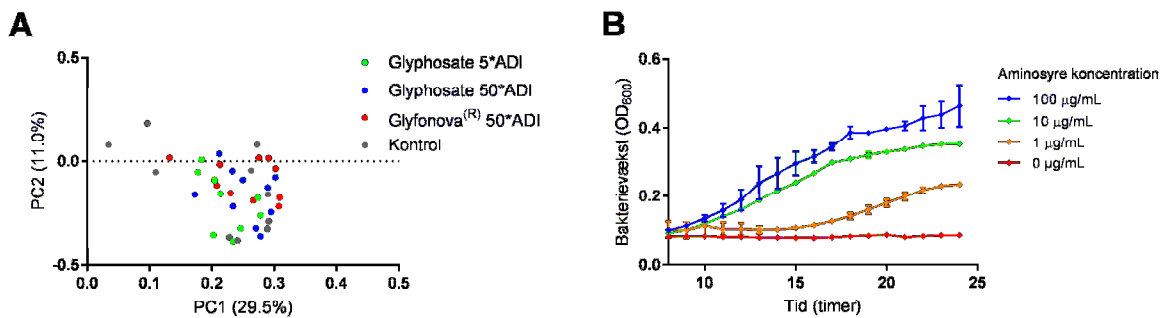 A
0.5
0.0
-0.5
PC2 (11.0%)
0.0 0.1 0.2 0.3 0.4 0.5
PC1 (29.5%)
Glyphosate 5*ADI
Glyphosate 50*ADI
Glyfonova(R) 50*ADI
Kontrol
B
0.6
0.4
0.2
0.0
Bakterievækst (OD600)
10 15 20 25
Tid (timer)
Aminosyre koncentration
100 µg/mL
10 µg/mL
1 µg/mL
0 µg/mL